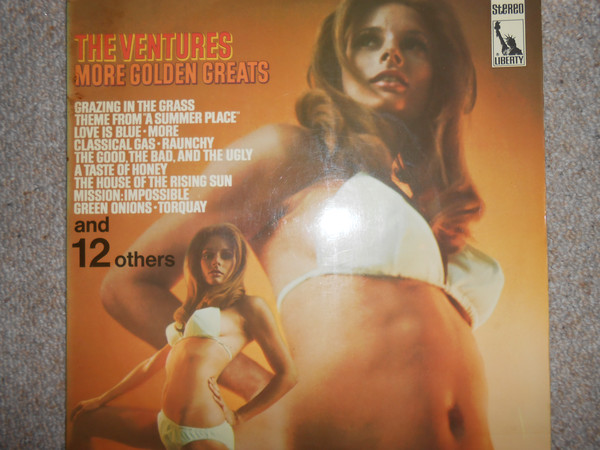 THE VENTURES
MORE GOLDEN GREATS
GRAZING IN THE GRASS
THEME FROM "A SUMMER PLACE"
LOVE IS BLUE • MORE
CLASSICAL GAS • RAUNCHY
THE GOOD, THE BAD, AND THE UGLY
A TASTE OF HONEY
THE HOUSE OF THE RISING SUN
MISSION: IMPOSSIBLE
GREEN ONIONS • TORQUAY
and
12 others
Stereo
LIBERTY